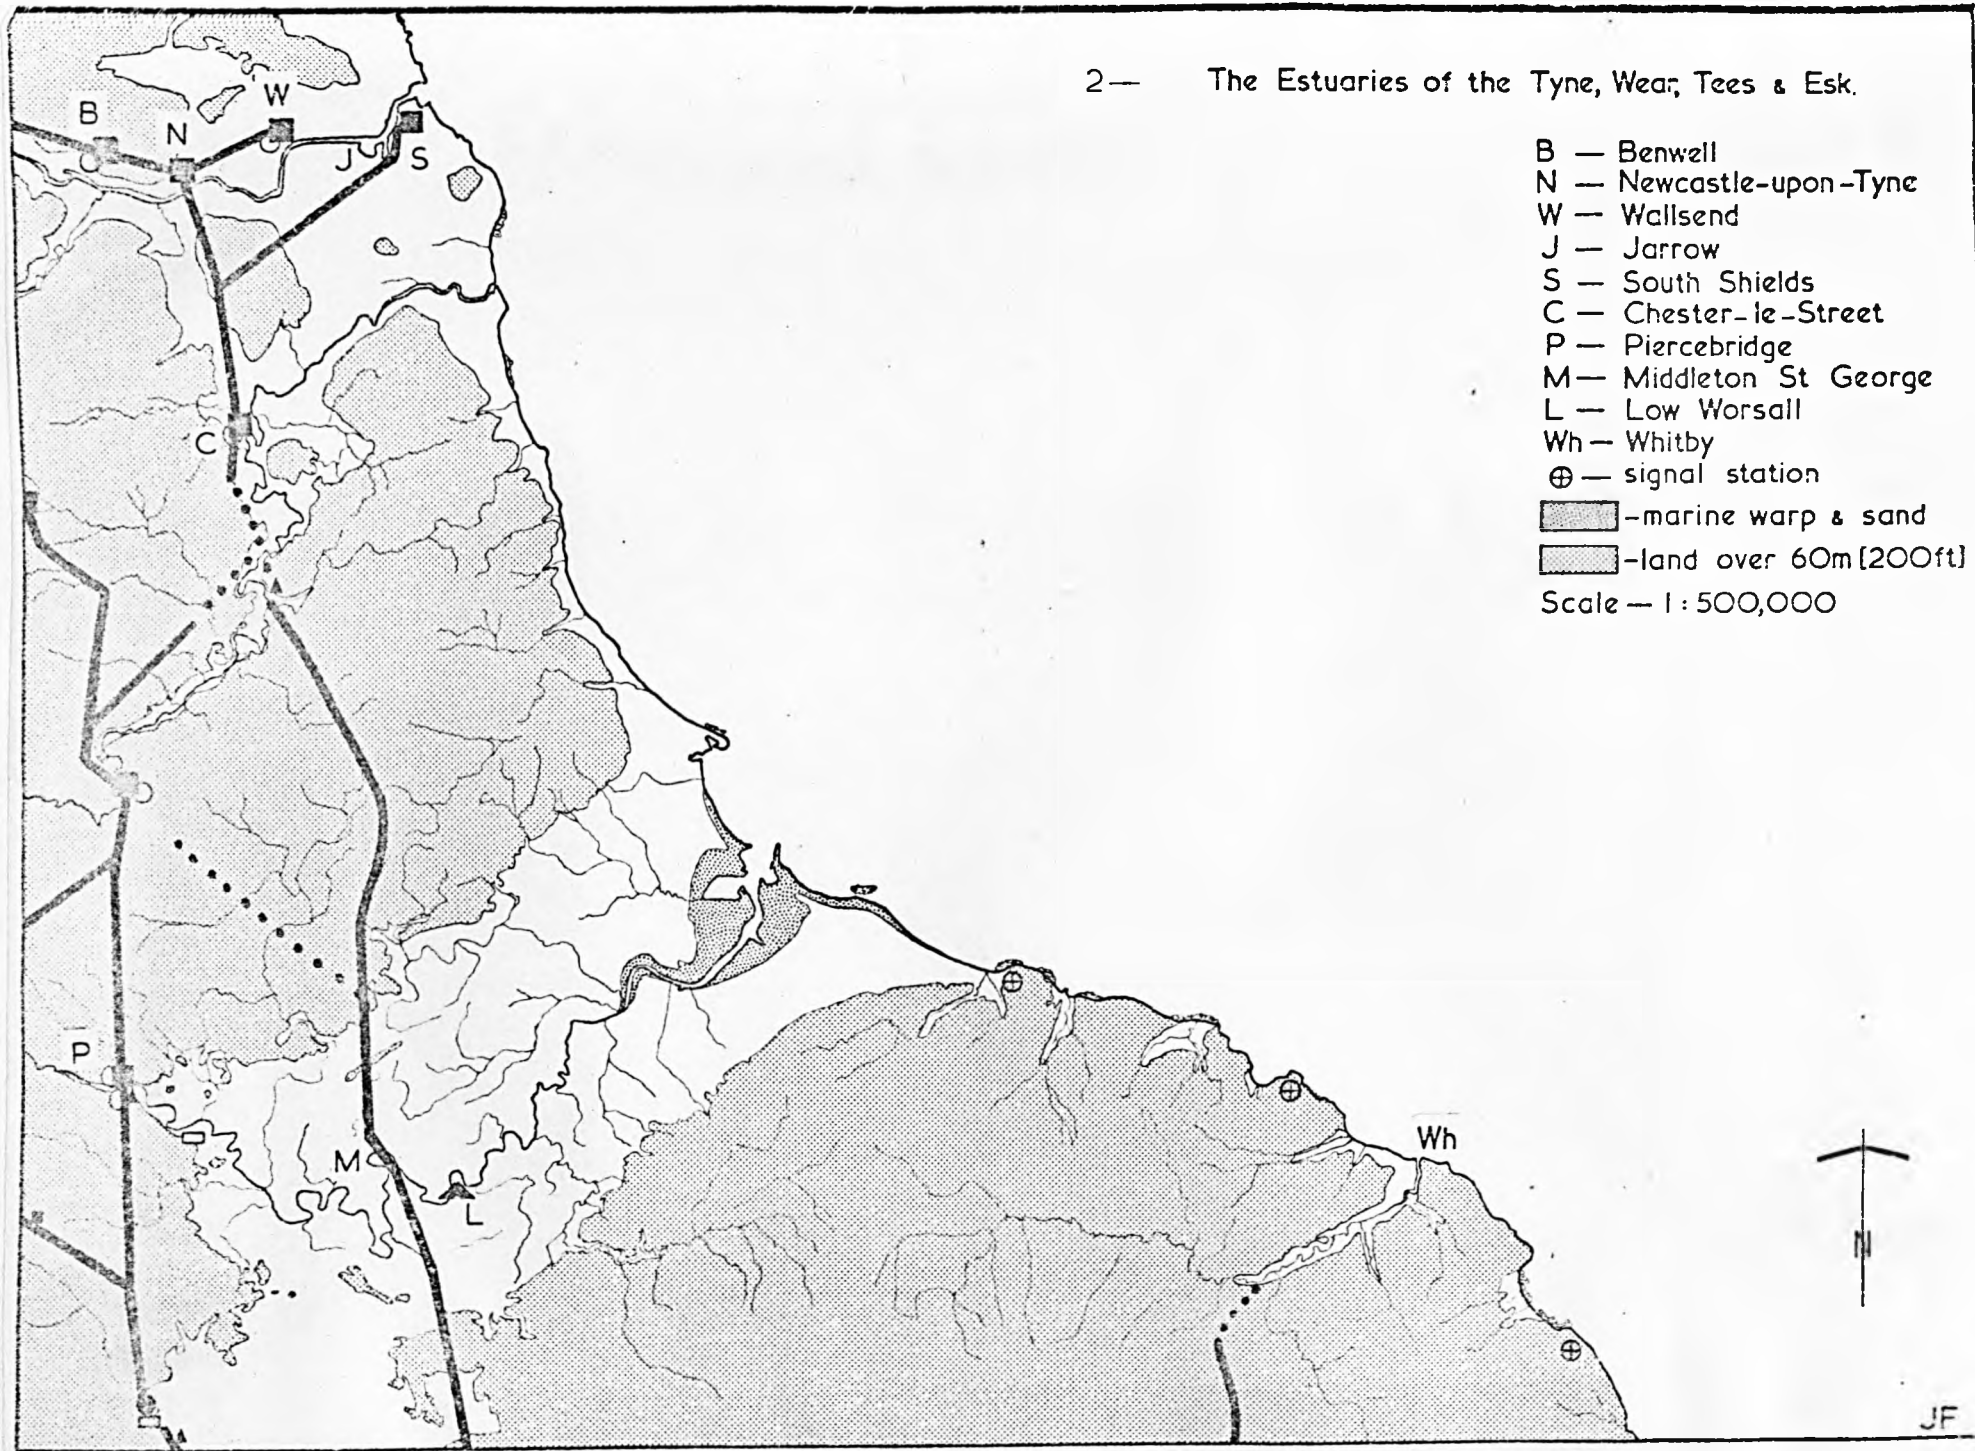 2— The Estuaries of the Tyne, Wear, Tees & Esk.
B — Benwell
N — Newcastle-upon-Tyne
W — Wallsend
J — Jarrow
S — South Shields
C — Chester-le-Street
P — Piercebridge
M — Middleton St George
L — Low Worsall
Wh — Whitby
⊕ — signal station
-marine warp & sand
-land over 60m [200ft]
Scale — 1:500,000
B
N
W
J
S
C
P
M
L
Wh
N
JF